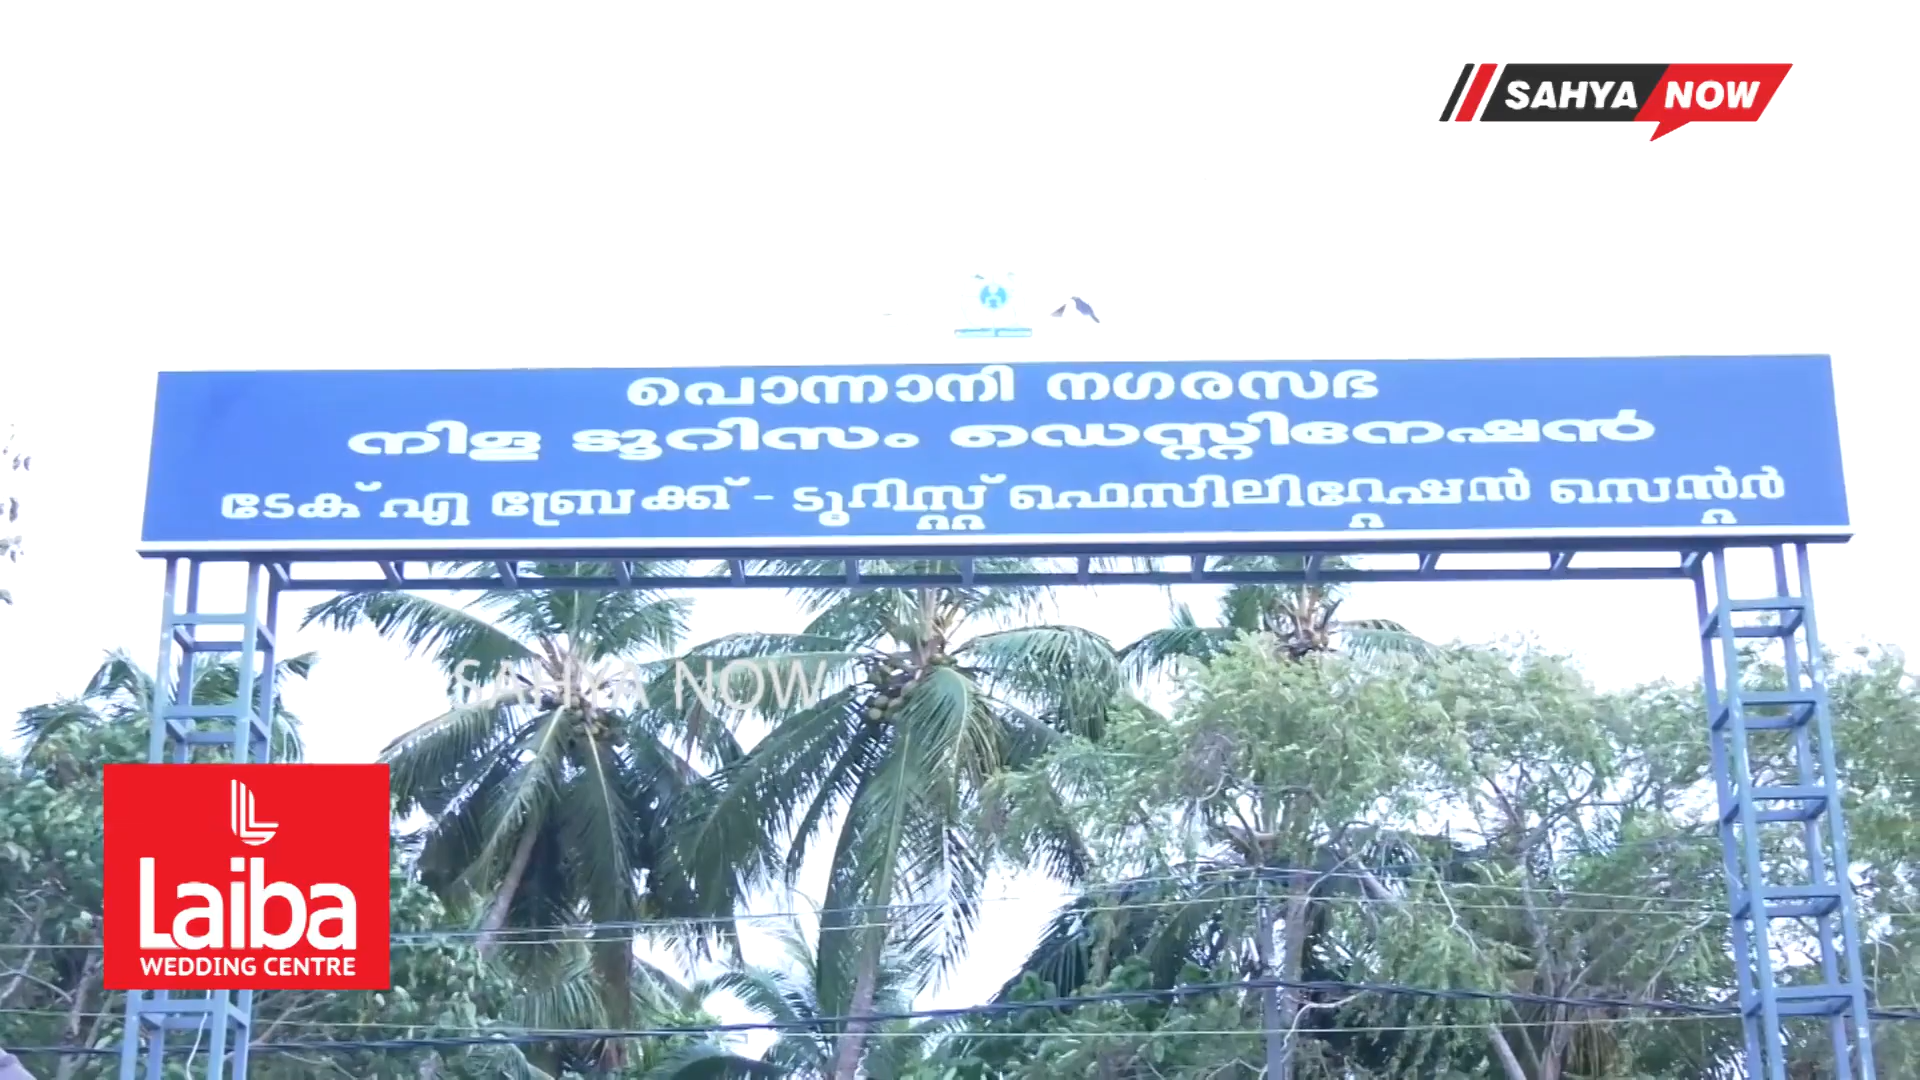 SAHYA NOW
പൊന്നാനി നഗരസഭ
നിള ടൂറിസം ഡെസ്റ്റിനേഷൻ
ടേക് എ ബ്രേക്ക് - ടൂറിസ്റ്റ് ഫെസിലിറ്റേഷൻ സെന്റർ
SAHYA NOW
Laiba
WEDDING CENTRE